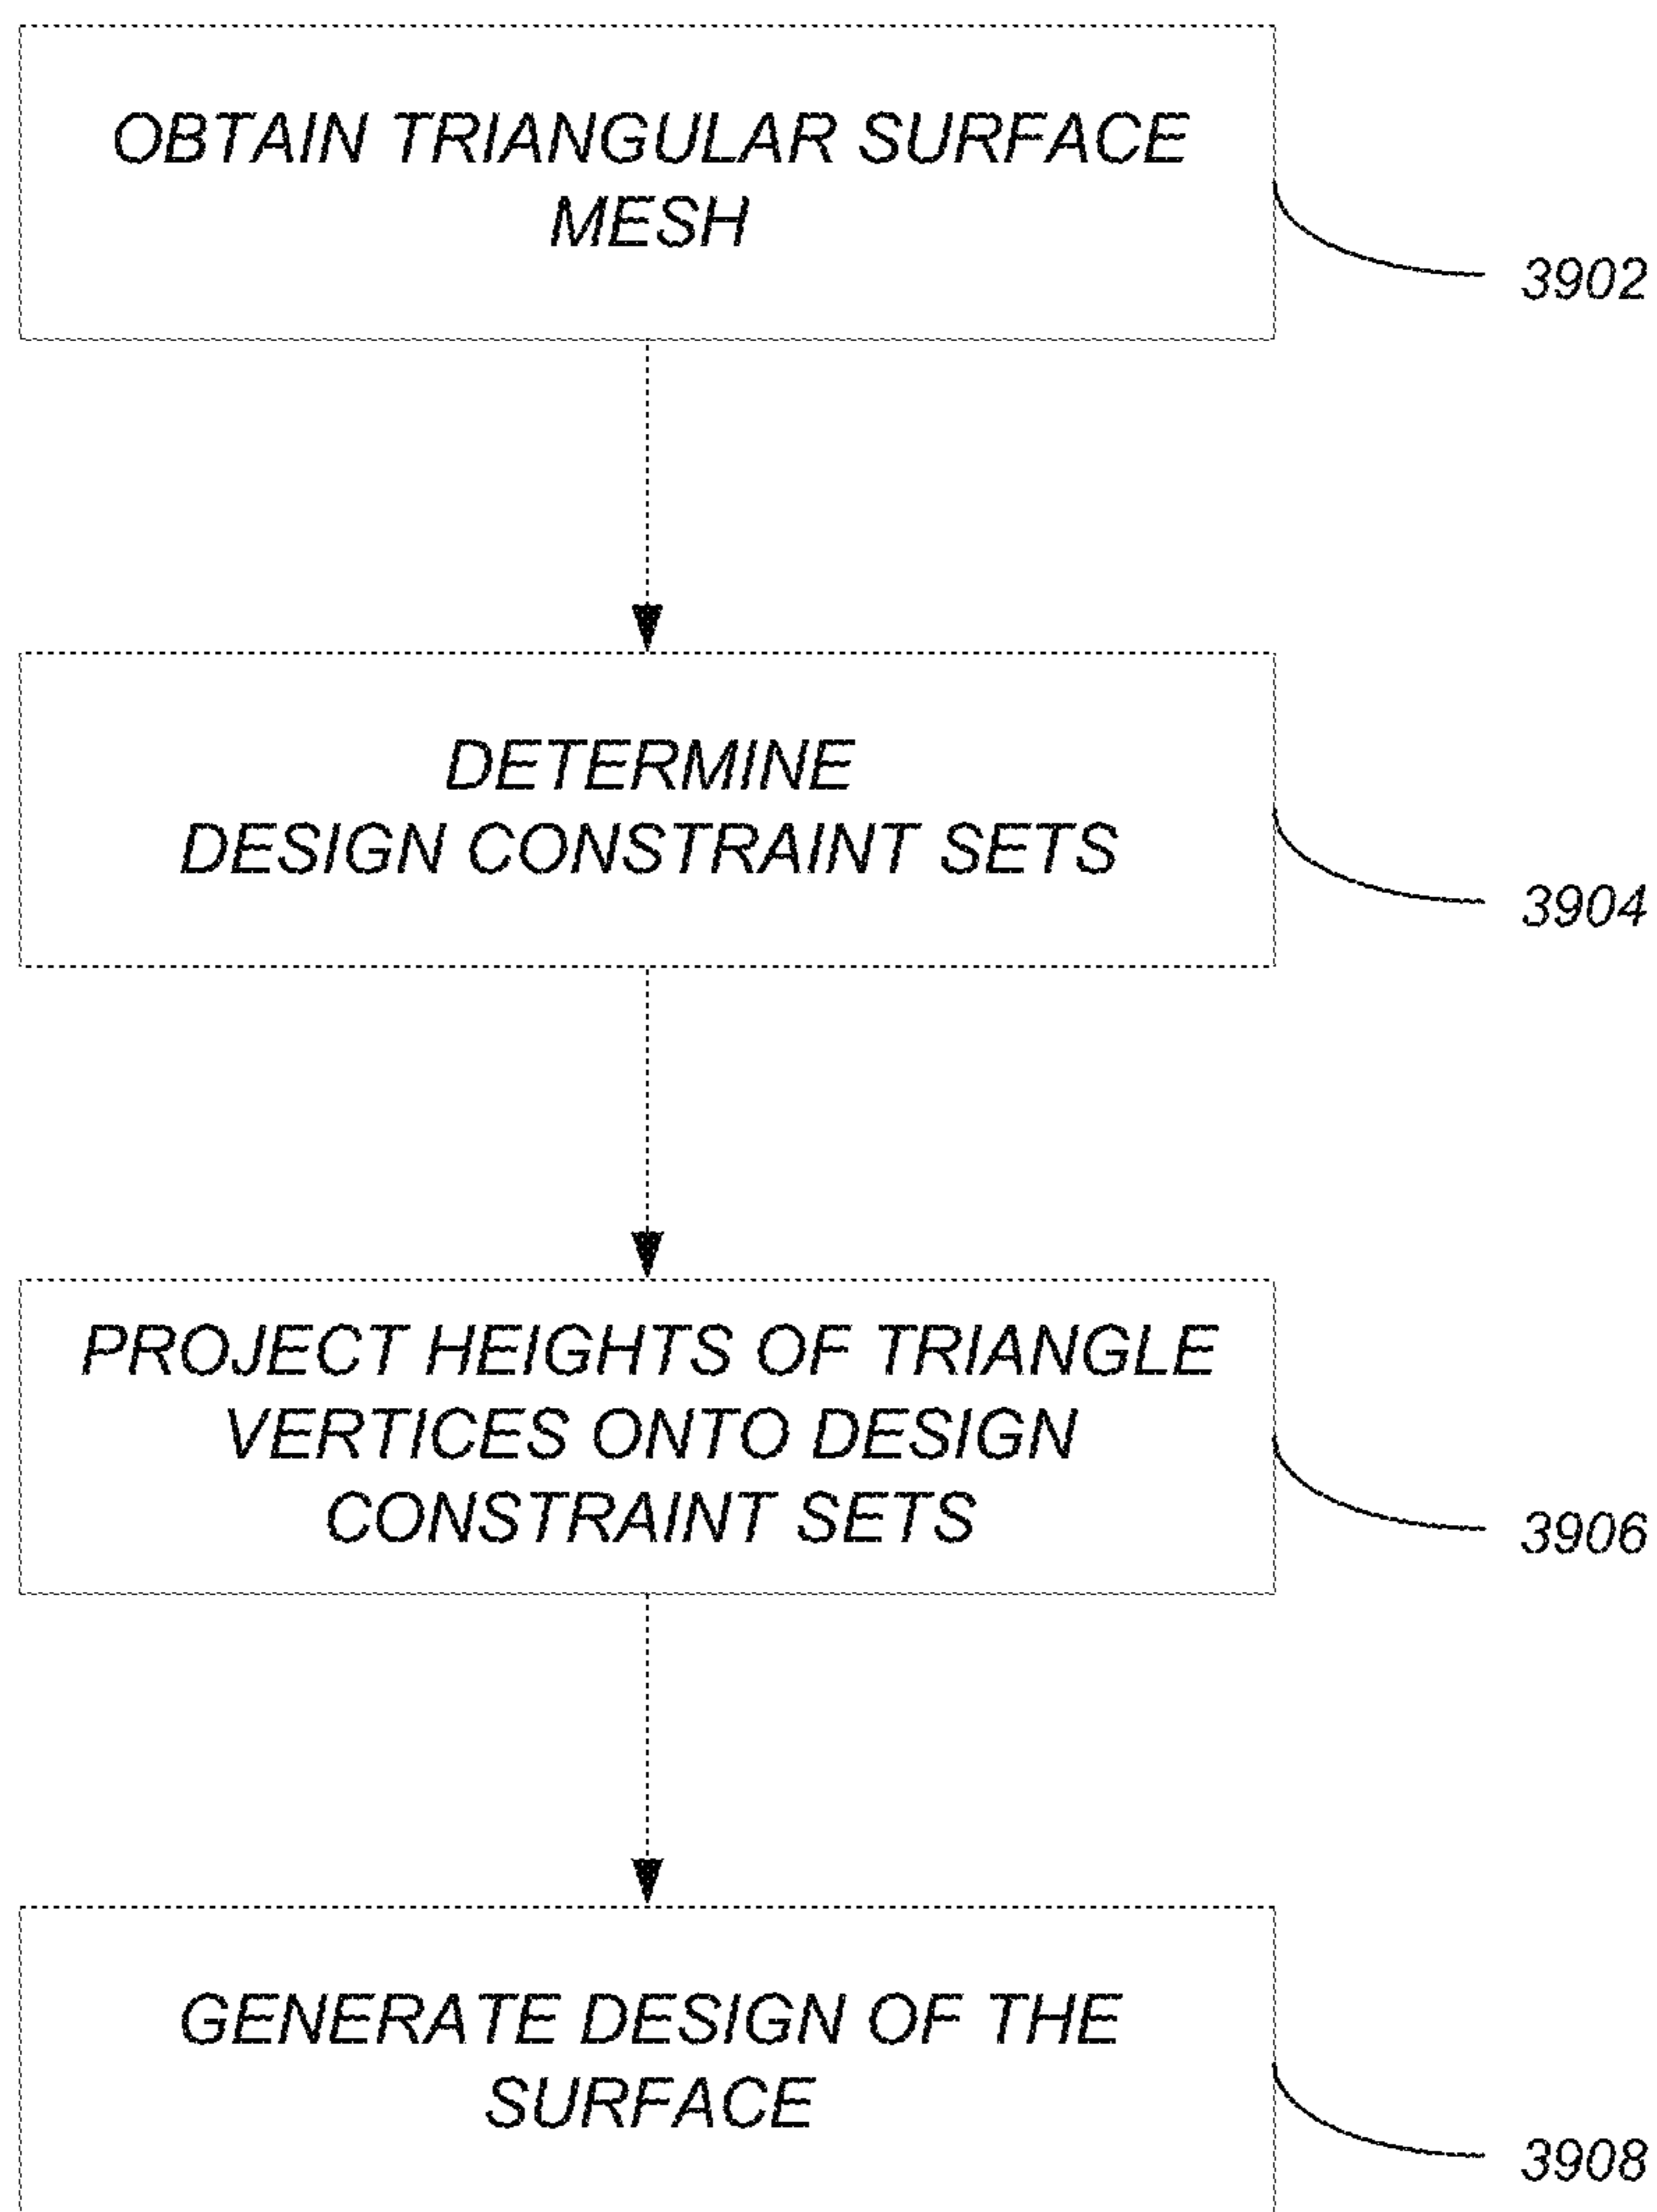 OBTAIN TRIANGULAR SURFACE
MESH
3902
DETERMINE
DESIGN CONSTRAINT SETS
3904
PROJECT HEIGHTS OF TRIANGLE
VERTICES ONTO DESIGN
CONSTRAINT SETS
3906
GENERATE DESIGN OF THE
SURFACE
3908